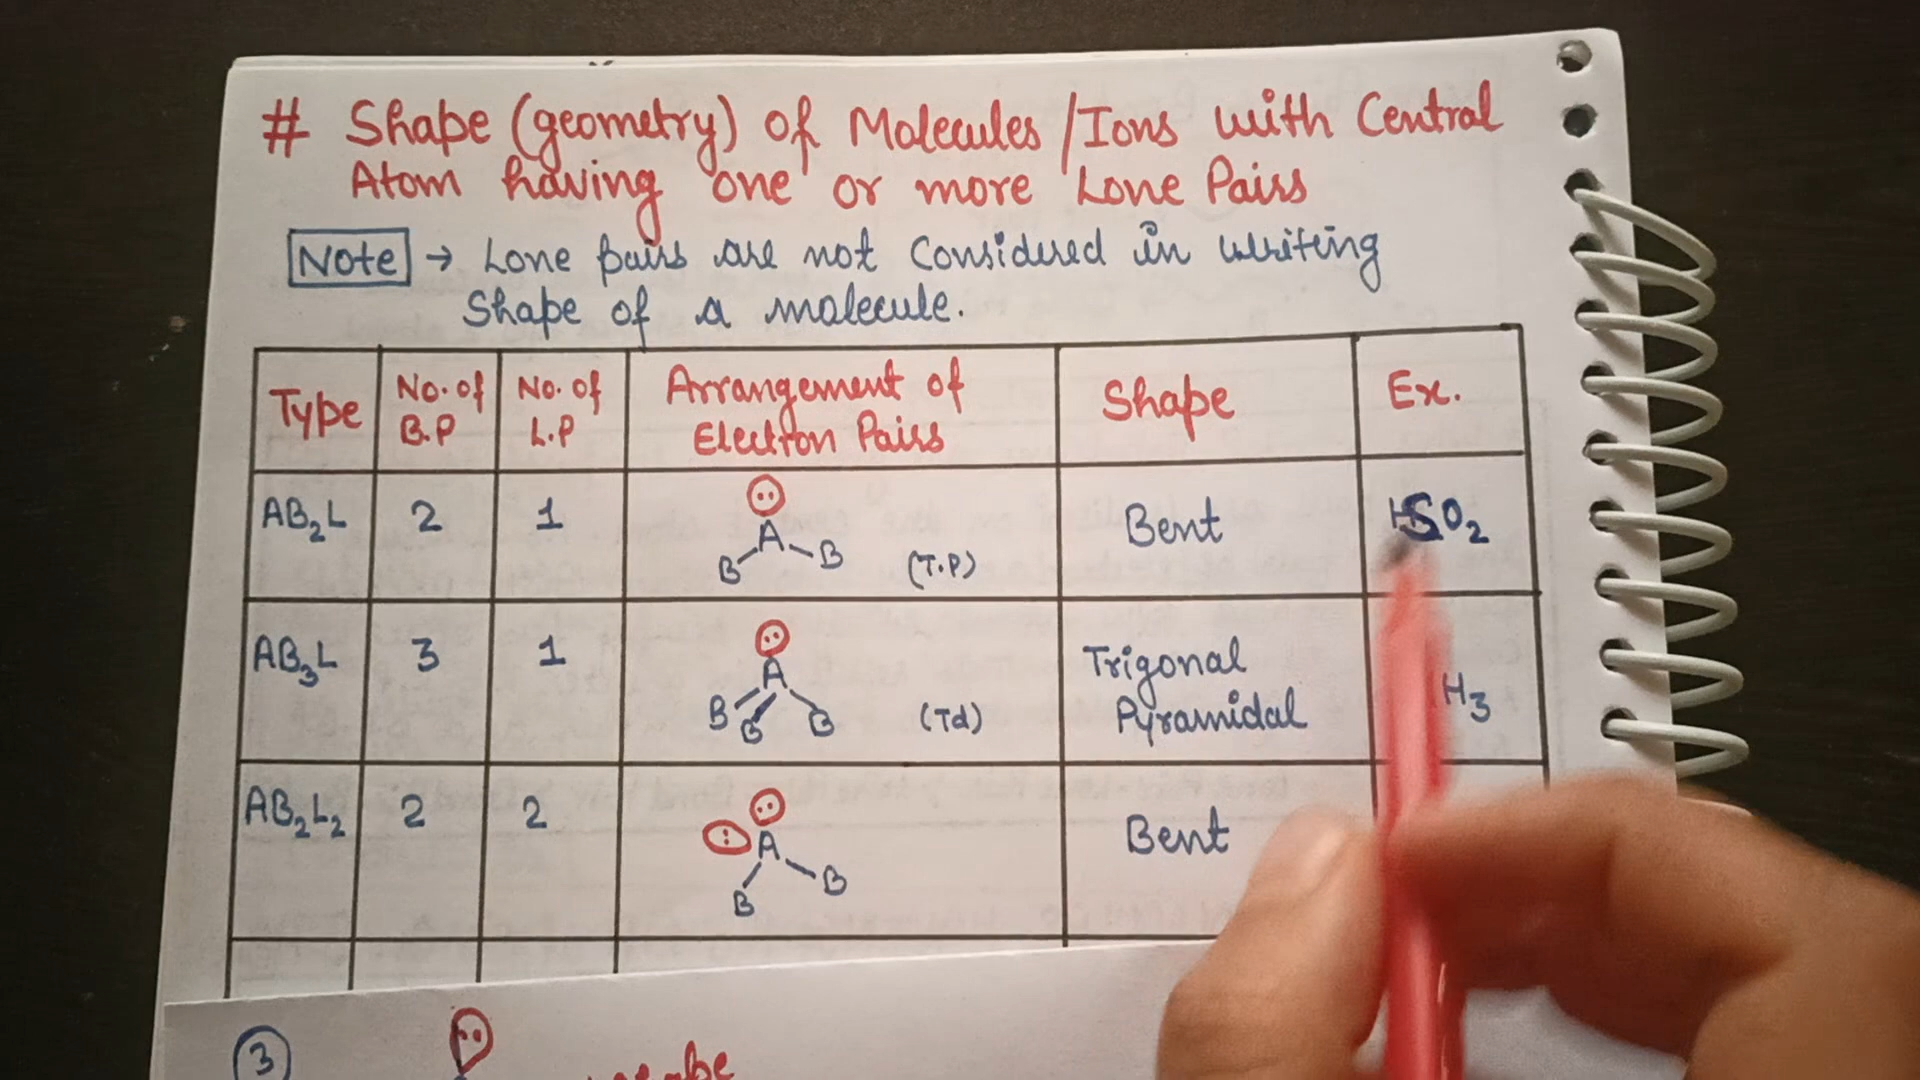 # Shape (geometry) of Molecules/Ions with Central
Atom having one or more Lone Pairs
Note → Lone pairs are not Considered in writing
Shape of a molecule.
Type No. of B.P No. of L.P Arrangement of Electron Pairs Shape Ex.
AB₂L 2 1 A B B (T.P) Bent SO₂
AB₃L 3 1 A B B B (Td) Trigonal Pyramidal H₃
AB₂L₂ 2 2 A B B Bent
3